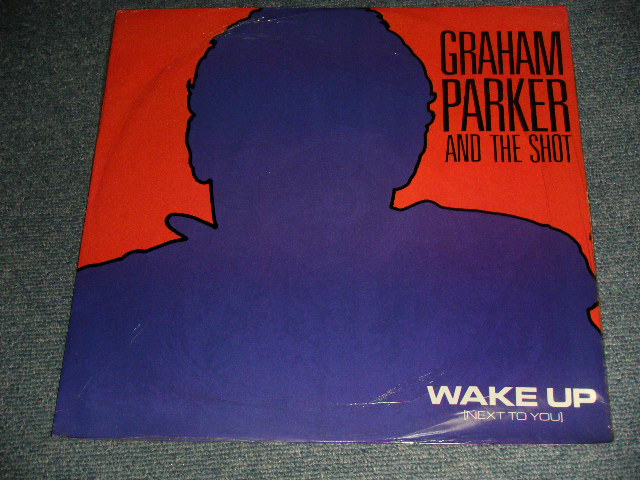 GRAHAM
PARKER
AND THE SHOT
WAKE UP
[NEXT TO YOU]